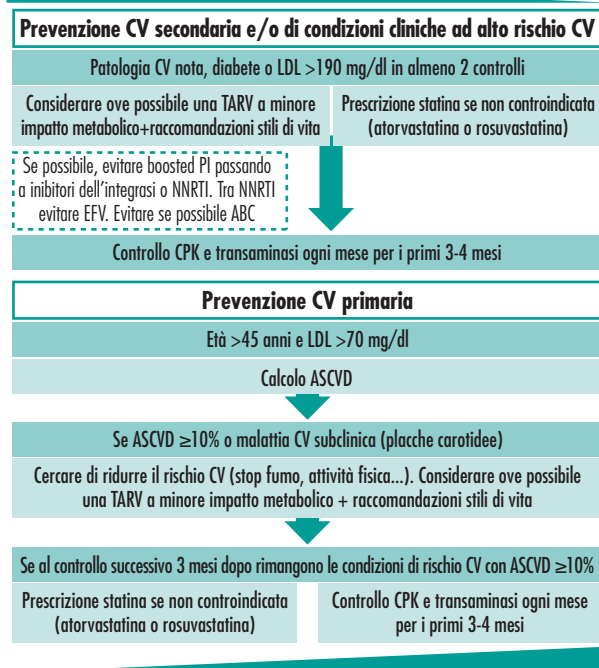 Prevenzione CV secondaria e/o di condizioni cliniche ad alto rischio CV
Patologia CV nota, diabete o LDL >190 mg/dl in almeno 2 controlli
Considerare ove possibile una TARV a minore
impatto metabolico+raccomandazioni stili di vita
Prescrizione statina se non controindicata
(atorvastatina o rosuvastatina)
Se possibile, evitare boosted PI passando
a inibitori dell'integrasi o NNRTI. Tra NNRTI
evitare EFV. Evitare se possibile ABC
Controllo CPK e transaminasi ogni mese per i primi 3-4 mesi
Prevenzione CV primaria
Età >45 anni e LDL >70 mg/dl
Calcolo ASCVD
Se ASCVD ≥10% o malattia CV subclinica (placche carotidee)
Cercare di ridurre il rischio CV (stop fumo, attività fisica...). Considerare ove possibile
una TARV a minore impatto metabolico + raccomandazioni stili di vita
Se al controllo successivo 3 mesi dopo rimangono le condizioni di rischio CV con ASCVD ≥10%
Prescrizione statina se non controindicata
(atorvastatina o rosuvastatina)
Controllo CPK e transaminasi ogni mese
per i primi 3-4 mesi